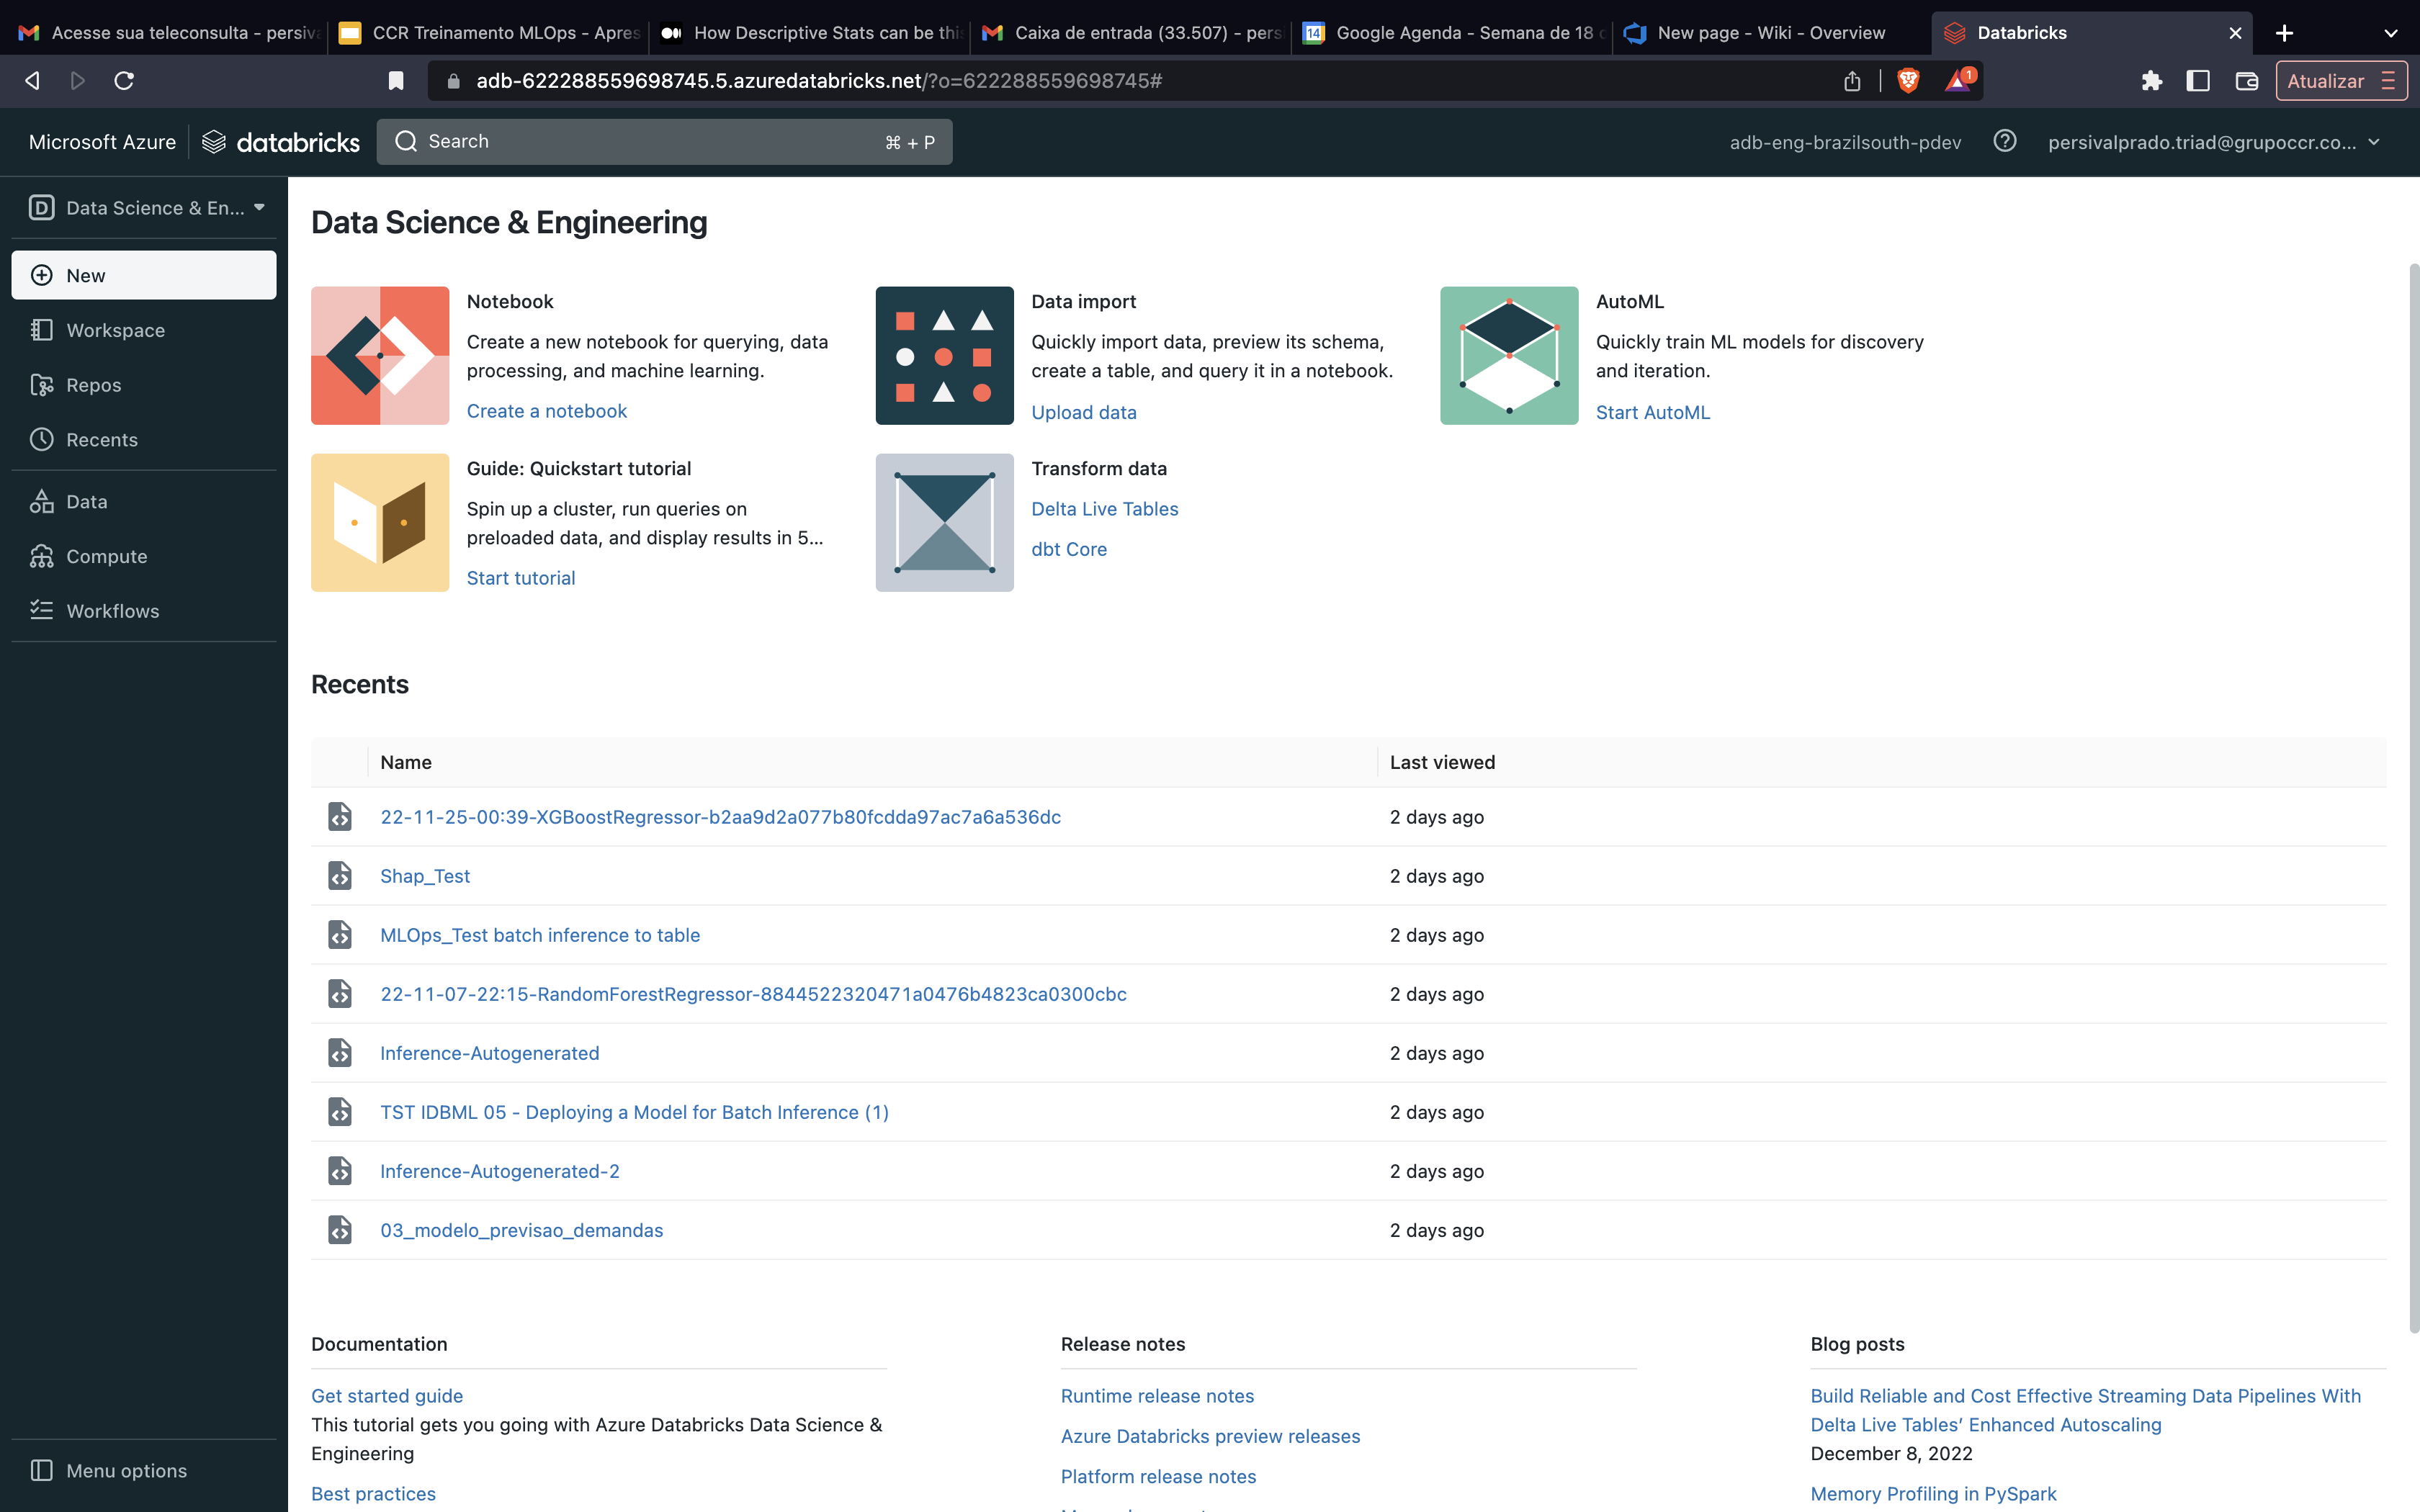 Acesse sua teleconsulta - persiva
CCR Treinamento MLOps - Apres
How Descriptive Stats can be thi
Caixa de entrada (33.507) - pers
14
Google Agenda - Semana de 18 d
New page - Wiki - Overview
Databricks
adb-622288559698745.5.azuredatabricks.net/?o=622288559698745#
1
Atualizar
Microsoft Azure
databricks
Search
⌘ + P
adb-eng-brazilsouth-pdev
persivalprado.triad@grupoccr.co...
D
Data Science & En...
New
Workspace
Repos
Recents
Data
Compute
Workflows
Menu options
Data Science & Engineering
Notebook
Create a new notebook for querying, data
processing, and machine learning.
Create a notebook
Data import
Quickly import data, preview its schema,
create a table, and query it in a notebook.
Upload data
AutoML
Quickly train ML models for discovery
and iteration.
Start AutoML
Guide: Quickstart tutorial
Spin up a cluster, run queries on
preloaded data, and display results in 5...
Start tutorial
Transform data
Delta Live Tables
dbt Core
Recents
Name
Last viewed
22-11-25-00:39-XGBoostRegressor-b2aa9d2a077b80fcdda97ac7a6a536dc
2 days ago
Shap_Test
2 days ago
MLOps_Test batch inference to table
2 days ago
22-11-07-22:15-RandomForestRegressor-8844522320471a0476b4823ca0300cbc
2 days ago
Inference-Autogenerated
2 days ago
TST IDBML 05 - Deploying a Model for Batch Inference (1)
2 days ago
Inference-Autogenerated-2
2 days ago
03_modelo_previsao_demandas
2 days ago
Documentation
Get started guide
This tutorial gets you going with Azure Databricks Data Science &
Engineering
Best practices
Release notes
Runtime release notes
Azure Databricks preview releases
Platform release notes
Blog posts
Build Reliable and Cost Effective Streaming Data Pipelines With
Delta Live Tables' Enhanced Autoscaling
December 8, 2022
Memory Profiling in PySpark